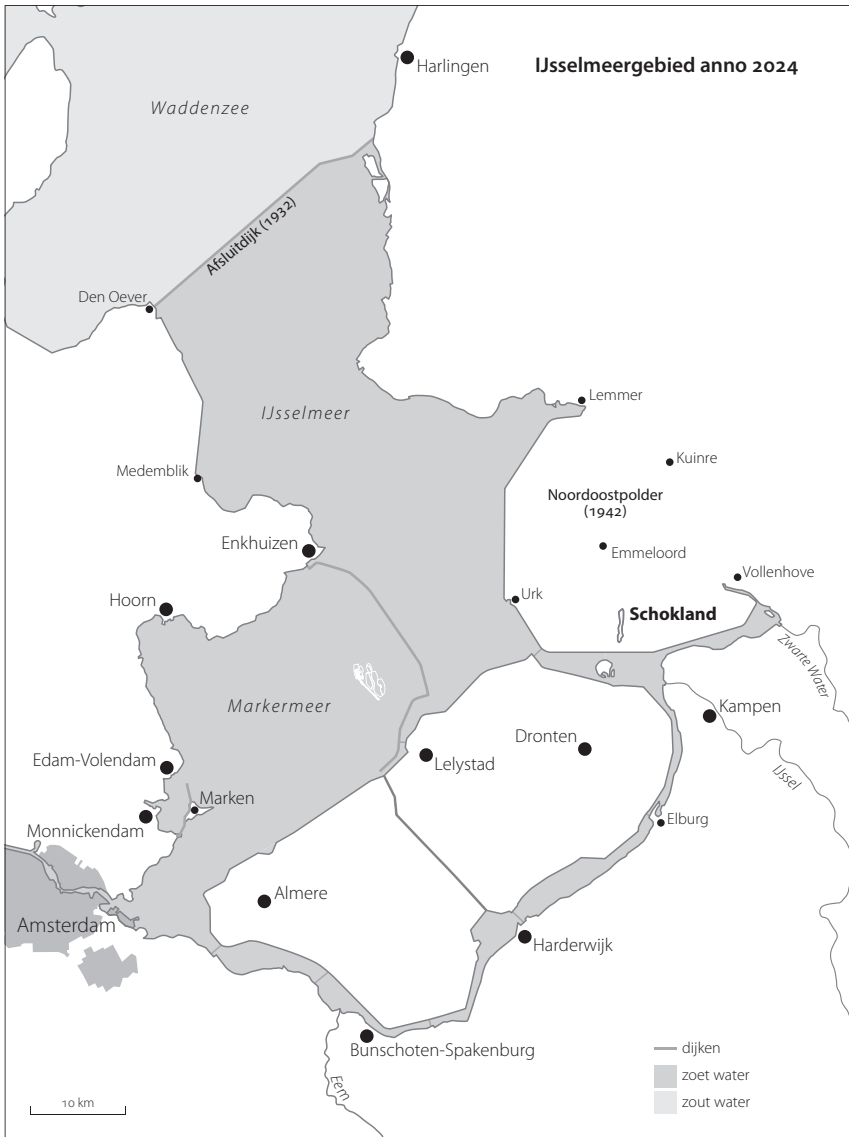 Harlingen
IJsselmeergebied anno 2024
Waddenzee
Afsluitdijk (1932)
Den Oever
IJsselmeer
Lemmer
Medemblik
Kuinre
Noordoostpolder
(1942)
Enkhuizen
Emmeloord
Vollenhove
Urk
Hoorn
Schokland
Zwarte Water
Markermeer
Kampen
Dronten
Edam-Volendam
Lelystad
IJssel
Marken
Elburg
Monnickendam
Almere
Amsterdam
Harderwijk
Bunschoten-Spakenburg
Eem
dijken
zoet water
zout water
10 km